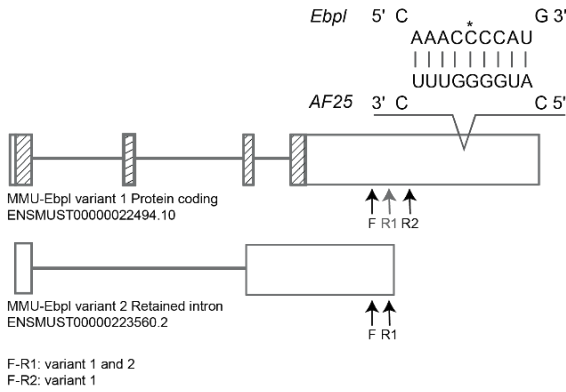 Ebpl 5' C G 3'
*
AAACCCCAU
UUUGGGGUA
AF25 3' C C 5'
MMU-Ebpl variant 1 Protein coding
ENSMUST00000022494.10
F R1 R2
MMU-Ebpl variant 2 Retained intron
ENSMUST00000223560.2
F R1
F-R1: variant 1 and 2
F-R2: variant 1